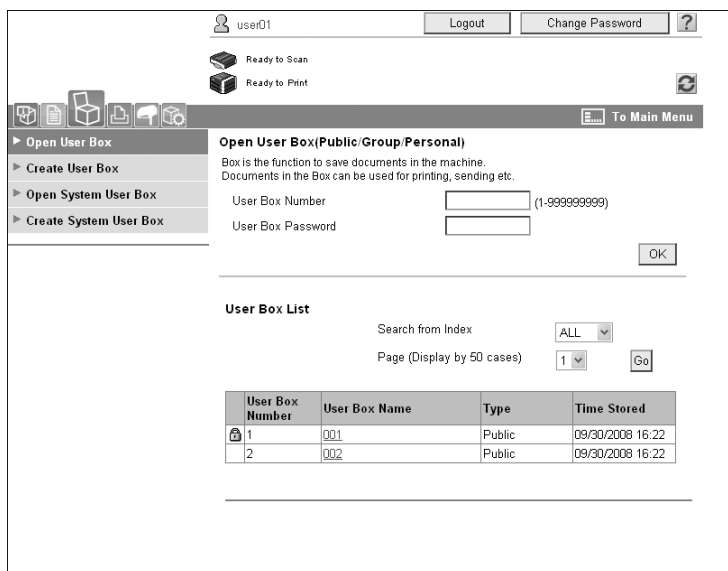 user01
Logout
Change Password
?
Ready to Scan
Ready to Print
To Main Menu
Open User Box
Create User Box
Open System User Box
Create System User Box
Open User Box(Public/Group/Personal)
Box is the function to save documents in the machine.
Documents in the Box can be used for printing, sending etc.
User Box Number (1-999999999)
User Box Password
OK
User Box List
Search from Index ALL
Page (Display by 50 cases) 1 Go
User Box Number User Box Name Type Time Stored
1 001 Public 09/30/2008 16:22
2 002 Public 09/30/2008 16:22